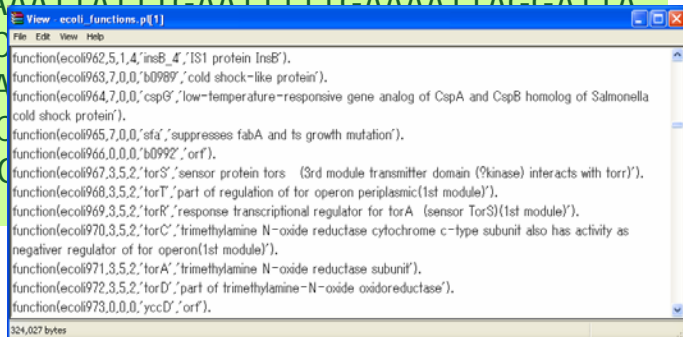 View - ecoli_functions.pl[1]
File Edit View Help
function(ecoli962,5,1,4,'insB_4','IS1 protein InsB').
function(ecoli963,7,0,0,'b0989','cold shock-like protein').
function(ecoli964,7,0,0,'cspG','low-temperature-responsive gene analog of CspA and CspB homolog of Salmonella
cold shock protein').
function(ecoli965,7,0,0,'sfa','suppresses fabA and ts growth mutation').
function(ecoli966,0,0,0,'b0992','orf').
function(ecoli967,3,5,2,'torS','sensor protein tors (3rd module transmitter domain (?kinase) interacts with torr)').
function(ecoli968,3,5,2,'torT','part of regulation of tor operon periplasmic(1st module)').
function(ecoli969,3,5,2,'torR','response transcriptional regulator for torA (sensor TorS)(1st module)').
function(ecoli970,3,5,2,'torC','trimethylamine N-oxide reductase cytochrome c-type subunit also has activity as
negativer regulator of tor operon(1st module)').
function(ecoli971,3,5,2,'torA','trimethylamine N-oxide reductase subunit').
function(ecoli972,3,5,2,'torD','part of trimethylamine-N-oxide oxidoreductase').
function(ecoli973,0,0,0,'yccD','orf').
324,027 bytes